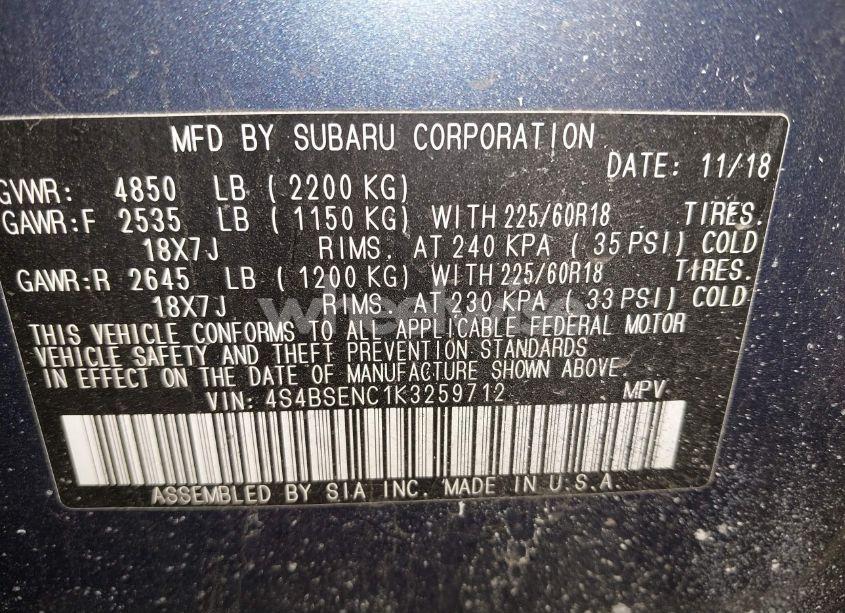 MFD BY SUBARU CORPORATION
DATE: 11/18
GVWR: 4850 LB ( 2200 KG)
GAWR:F 2535 LB ( 1150 KG) WITH 225/60R18 TIRES.
18X7J RIMS. AT 240 KPA ( 35 PSI) COLD
GAWR:R 2645 LB ( 1200 KG) WITH 225/60R18 TIRES.
18X7J RIMS. AT 230 KPA ( 33 PSI) COLD
THIS VEHICLE CONFORMS TO ALL APPLICABLE FEDERAL MOTOR
VEHICLE SAFETY AND THEFT PREVENTION STANDARDS
IN EFFECT ON THE DATE OF MANUFACTURE SHOWN ABOVE.
VIN: 4S4BSENC1K3259712 MPV
ASSEMBLED BY SIA INC. MADE IN U.S.A.